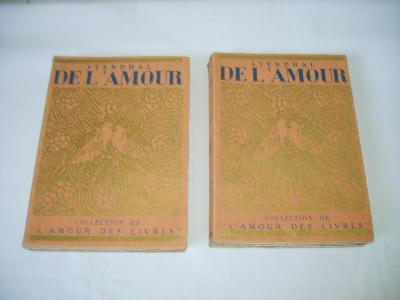 STENDHAL
DE L'AMOUR
COLLECTION DE
"L'AMOUR DES LIVRES"
STENDHAL
DE L'AMOUR
COLLECTION DE
"L'AMOUR DES LIVRES"